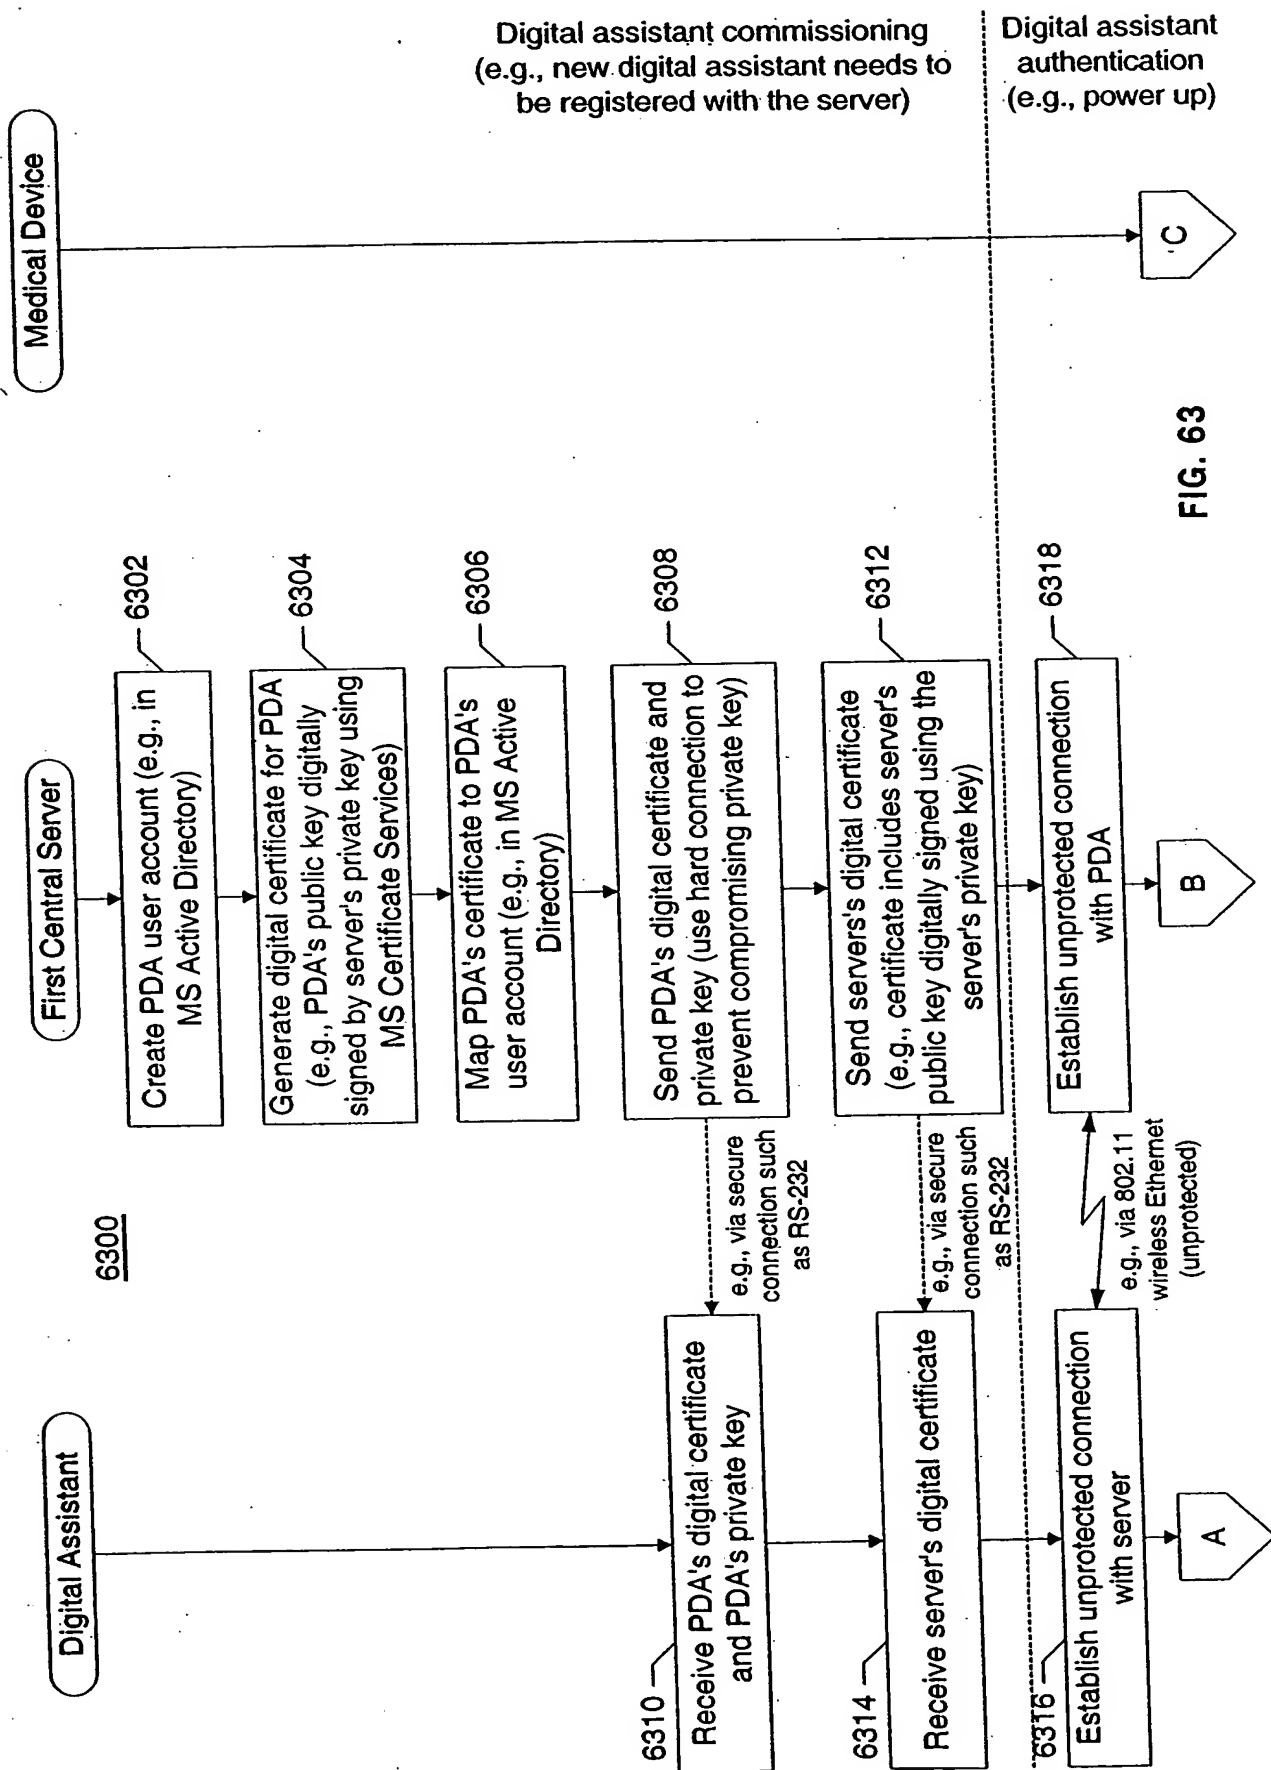 Digital Assistant
First Central Server
Medical Device
6300
Create PDA user account (e.g., in
MS Active Directory)
6302
Generate digital certificate for PDA
(e.g., PDA's public key digitally
signed by server's private key using
MS Certificate Services)
6304
Map PDA's certificate to PDA's
user account (e.g., in MS Active
Directory)
6306
Send PDA's digital certificate and
private key (use hard connection to
prevent compromising private key)
6308
e.g., via secure
connection such
as RS-232
6310
Receive PDA's digital certificate
and PDA's private key
Send servers's digital certificate
(e.g., certificate includes server's
public key digitally signed using the
server's private key)
6312
e.g., via secure
connection such
as RS-232
6314
Receive server's digital certificate
Digital assistant commissioning
(e.g., new digital assistant needs to
be registered with the server)
Digital assistant
authentication
(e.g., power up)
6316
Establish unprotected connection
with server
e.g., via 802.11
wireless Ethernet
(unprotected)
Establish unprotected connection
with PDA
6318
A
B
C
FIG. 63